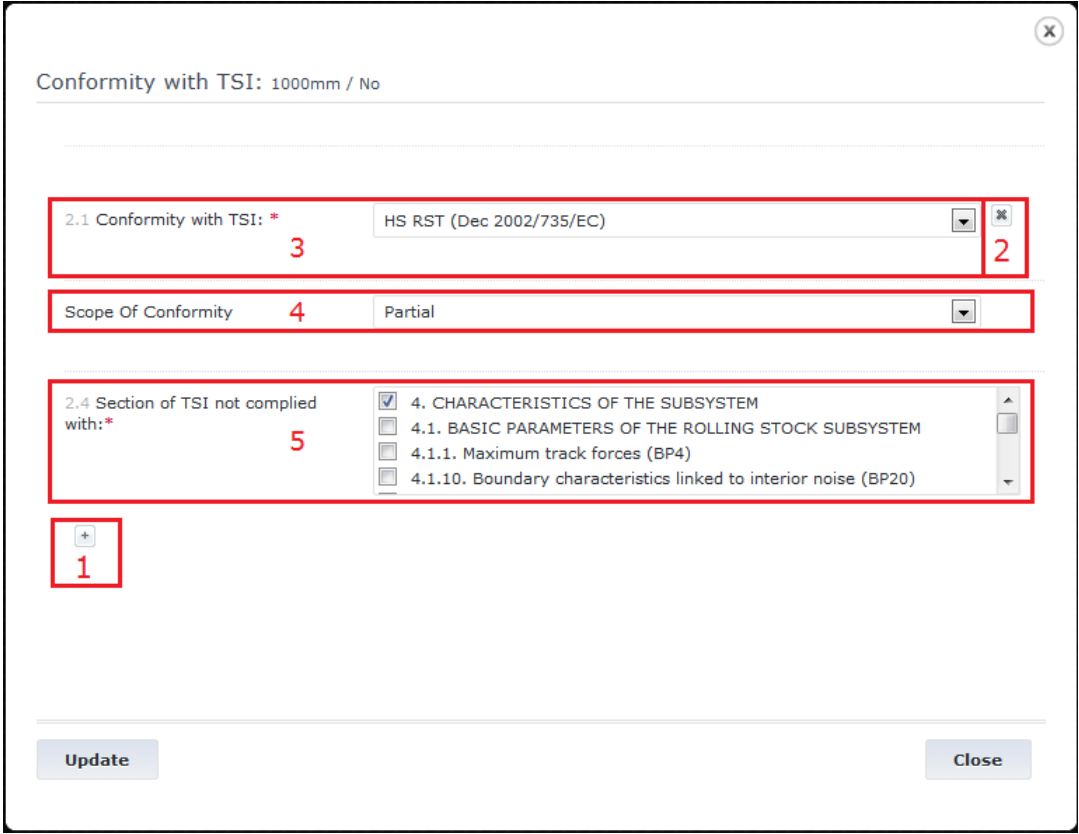 Conformity with TSI: 1000mm / No
2.1 Conformity with TSI: * HS RST (Dec 2002/735/EC)
3
2
Scope Of Conformity 4 Partial
2.4 Section of TSI not complied
with:*
5
4. CHARACTERISTICS OF THE SUBSYSTEM
4.1. BASIC PARAMETERS OF THE ROLLING STOCK SUBSYSTEM
4.1.1. Maximum track forces (BP4)
4.1.10. Boundary characteristics linked to interior noise (BP20)
+
1
Update Close